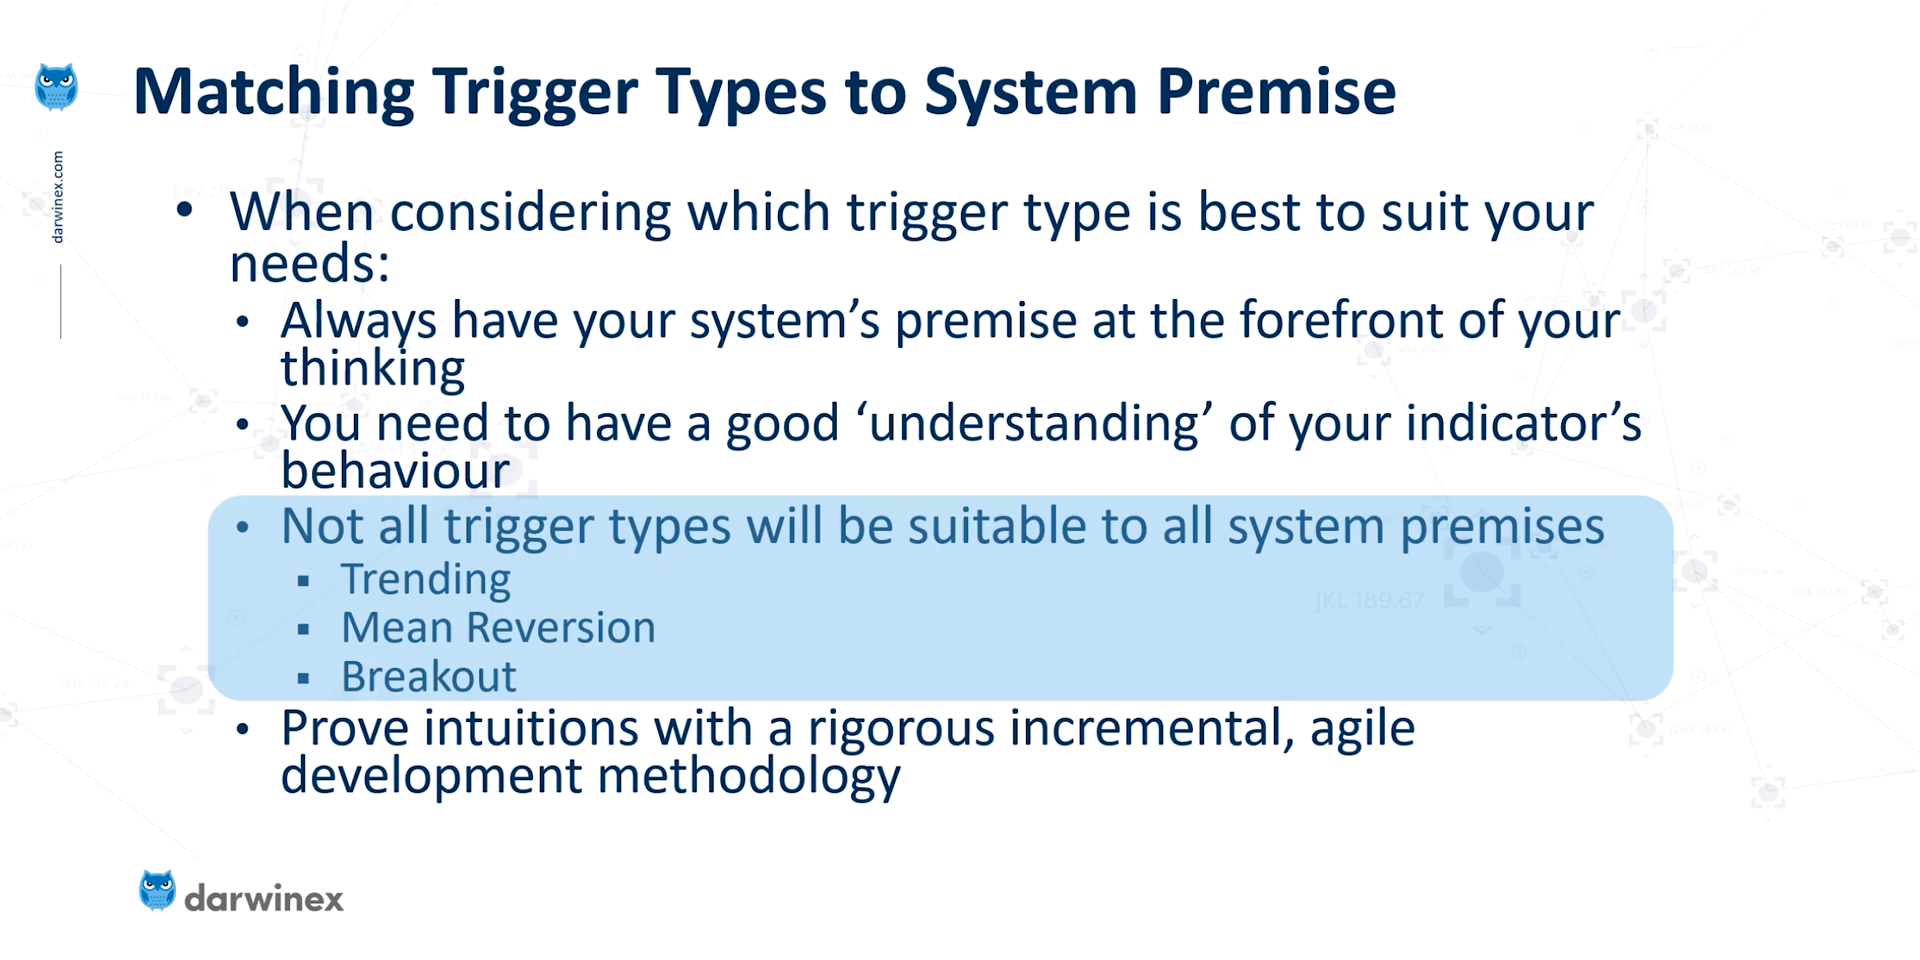 Matching Trigger Types to System Premise
darwinex.com
• When considering which trigger type is best to suit your
needs:
• Always have your system’s premise at the forefront of your
thinking
• You need to have a good ‘understanding’ of your indicator’s
behaviour
• Not all trigger types will be suitable to all system premises
▪ Trending
▪ Mean Reversion
▪ Breakout
JKL 189.67
• Prove intuitions with a rigorous incremental, agile
development methodology
darwinex